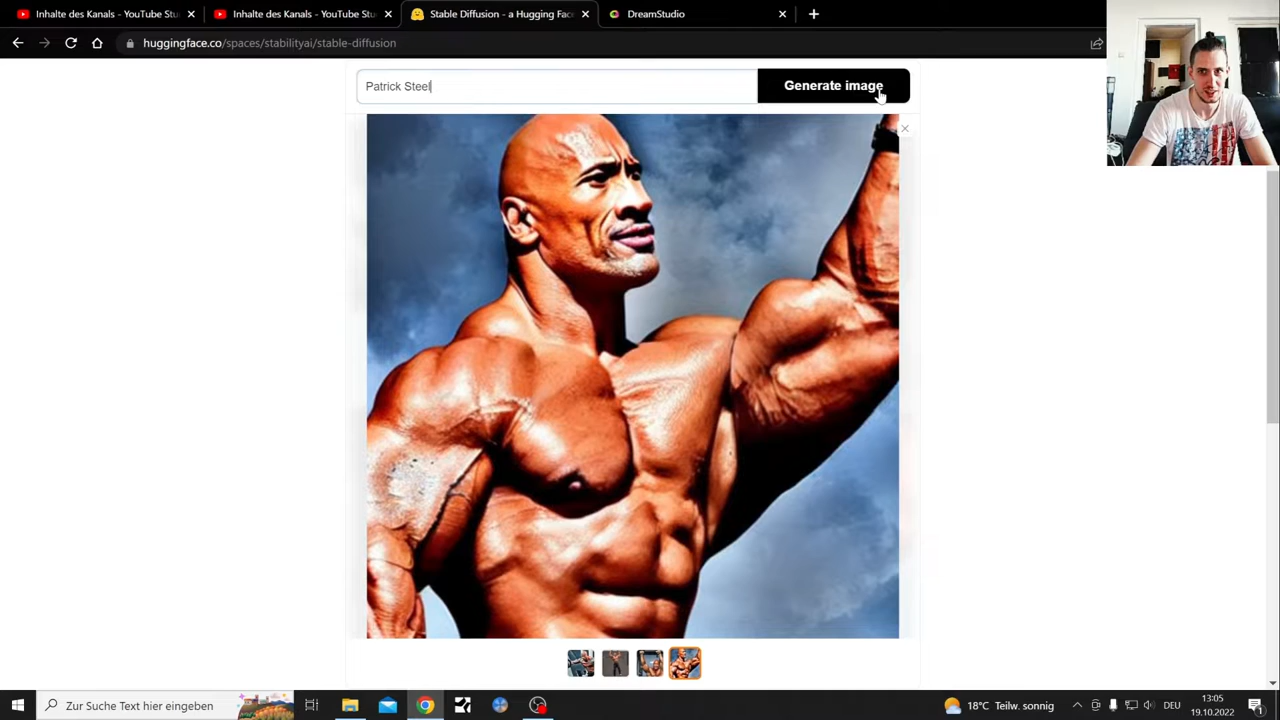 Inhalte des Kanals - YouTube Stu
Inhalte des Kanals - YouTube Stu
Stable Diffusion - a Hugging Fac
DreamStudio
huggingface.co/spaces/stabilityai/stable-diffusion
Patrick Steel
Generate image
Zur Suche Text hier eingeben
18°C Teilw. sonnig
DEU
13:05
19.10.2022
1